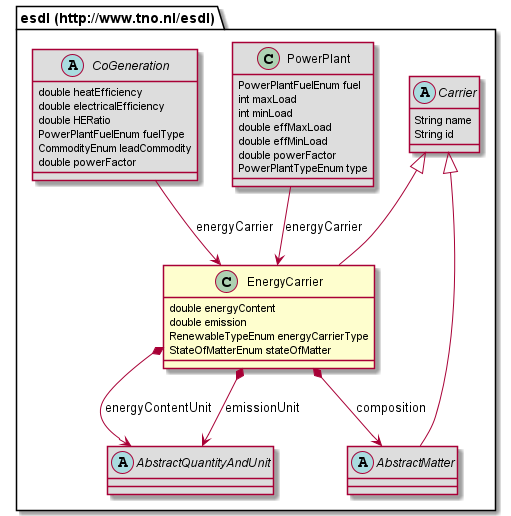 esdl (http://www.tno.nl/esdl)
A CoGeneration
double heatEfficiency
double electricalEfficiency
double HERatio
PowerPlantFuelEnum fuelType
CommodityEnum leadCommodity
double powerFactor
C PowerPlant
PowerPlantFuelEnum fuel
int maxLoad
int minLoad
double effMaxLoad
double effMinLoad
double powerFactor
PowerPlantTypeEnum type
A Carrier
String name
String id
energyCarrier
energyCarrier
C EnergyCarrier
double energyContent
double emission
RenewableTypeEnum energyCarrierType
StateOfMatterEnum stateOfMatter
energyContentUnit
emissionUnit
composition
A AbstractQuantityAndUnit
A AbstractMatter